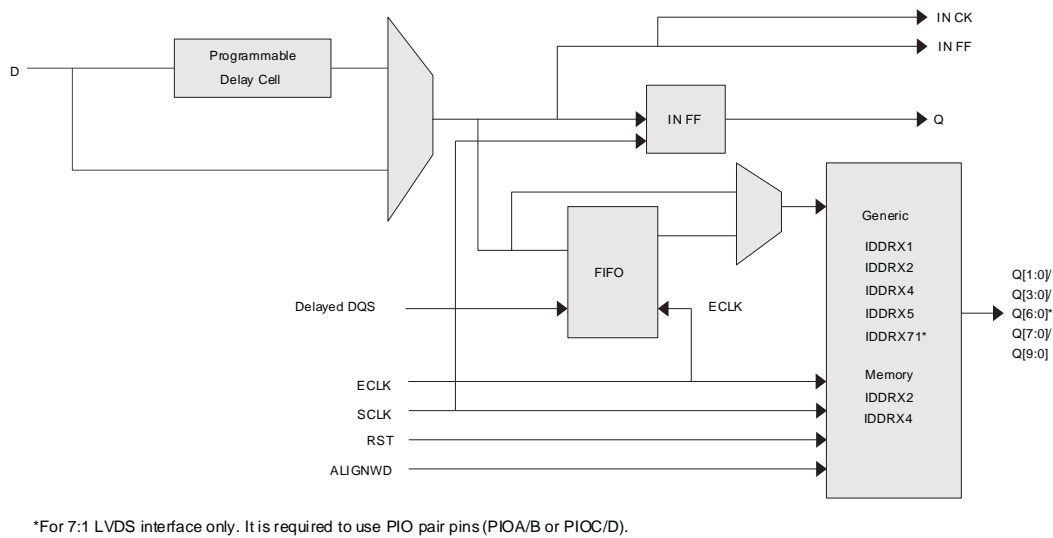 IN CK
IN FF
D
Programmable
Delay Cell
IN FF
Q
Generic
IDDRX1
IDDRX2
IDDRX4
IDDRX5
IDDRX71*
Memory
IDDRX2
IDDRX4
FIFO
Delayed DQS
ECLK
ECLK
SCLK
RST
ALIGNWD
Q[1:0]/
Q[3:0]/
Q[6:0]*
Q[7:0]/
Q[9:0]
*For 7:1 LVDS interface only. It is required to use PIO pair pins (PIOA/B or PIOC/D).